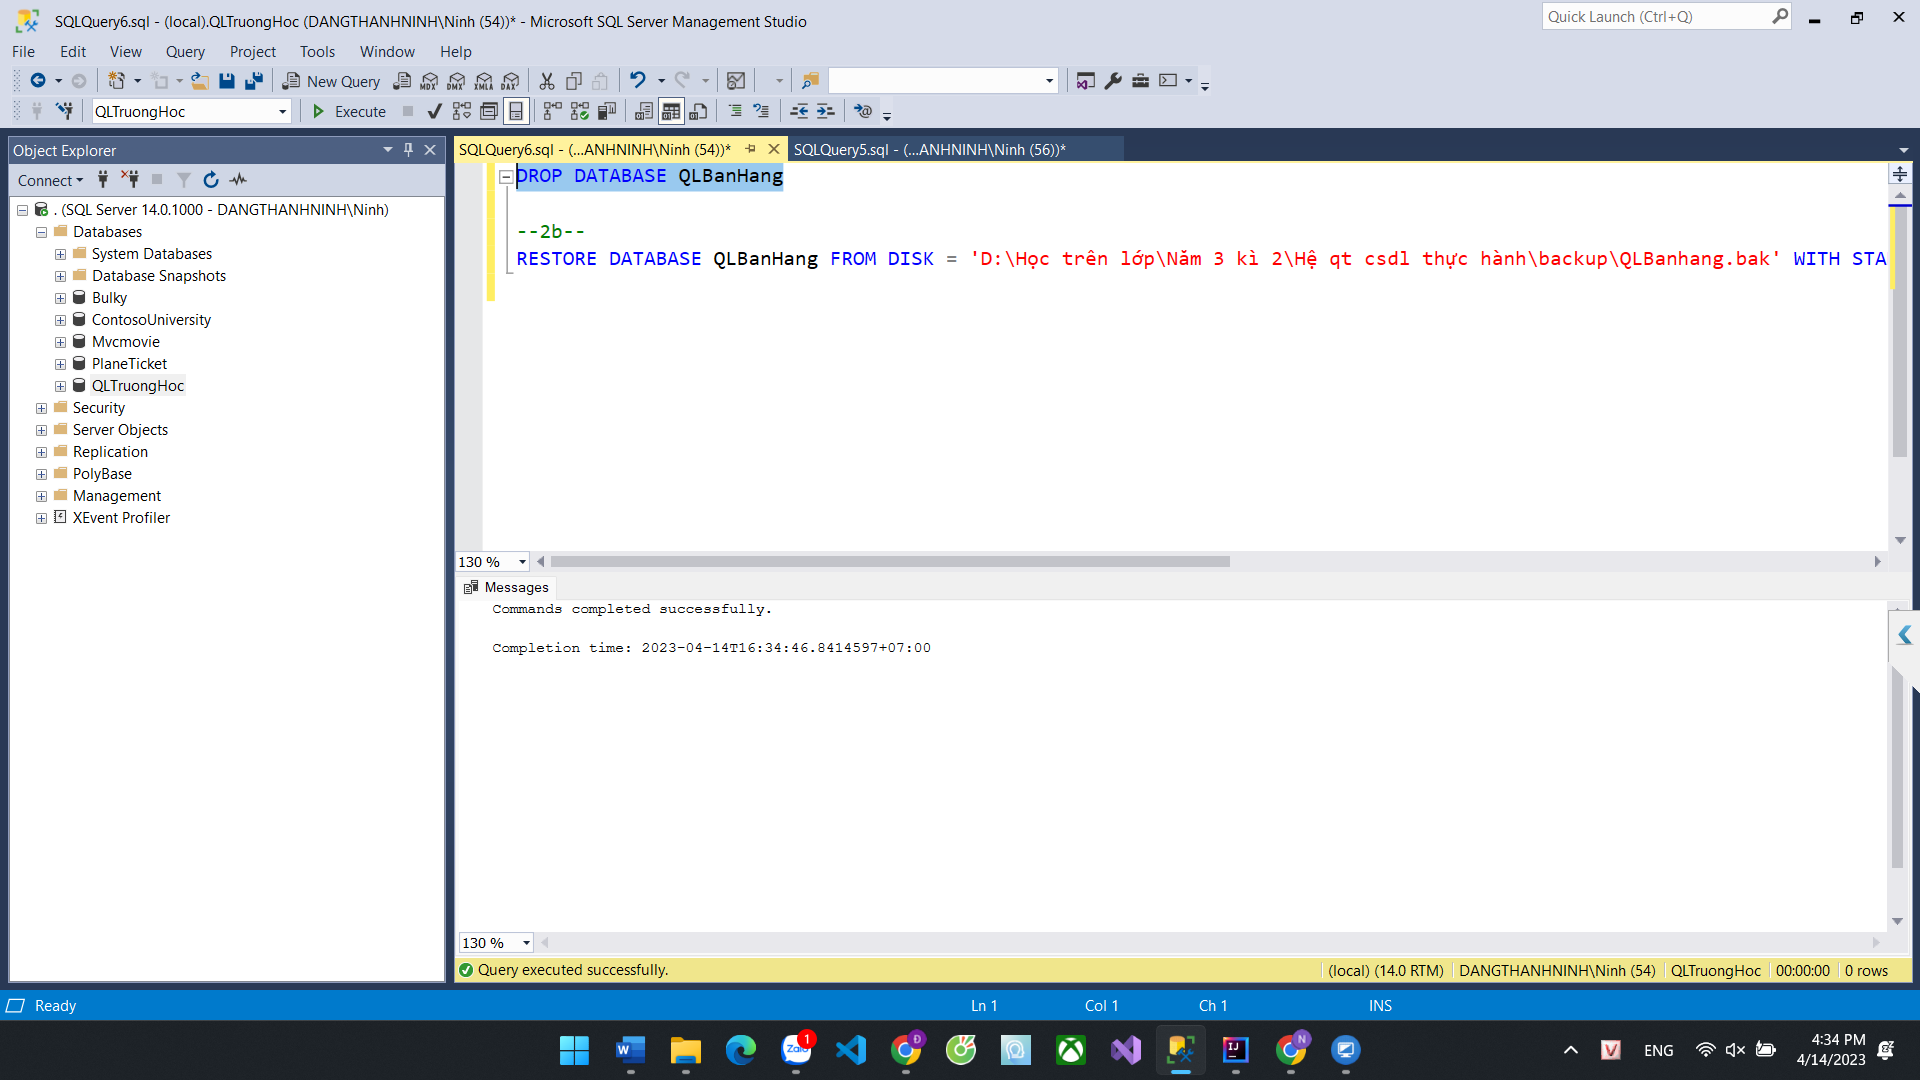 SQLQuery6.sql - (local).QLTruongHoc (DANGTHANHNINH\Ninh (54))* - Microsoft SQL Server Management Studio
Quick Launch (Ctrl+Q)
File Edit View Query Project Tools Window Help
New Query MDX DMX XMLA DAX
QLTruongHoc Execute
Object Explorer
Connect
. (SQL Server 14.0.1000 - DANGTHANHNINH\Ninh)
Databases
System Databases
Database Snapshots
Bulky
ContosoUniversity
Mvcmovie
PlaneTicket
QLTruongHoc
Security
Server Objects
Replication
PolyBase
Management
XEvent Profiler
SQLQuery6.sql - (...ANHNINH\Ninh (54))* SQLQuery5.sql - (...ANHNINH\Ninh (56))*
DROP DATABASE QLBanHang
--2b--
RESTORE DATABASE QLBanHang FROM DISK = 'D:\Học trên lớp\Năm 3 kì 2\Hệ qt csdl thực hành\backup\QLBanhang.bak' WITH STA
130 %
Messages
Commands completed successfully.
Completion time: 2023-04-14T16:34:46.8414597+07:00
130 %
Query executed successfully. (local) (14.0 RTM) DANGTHANHNINH\Ninh (54) QLTruongHoc 00:00:00 0 rows
Ready Ln 1 Col 1 Ch 1 INS
Zalo 1 Đ IJ N V ENG 4:34 PM
4/14/2023